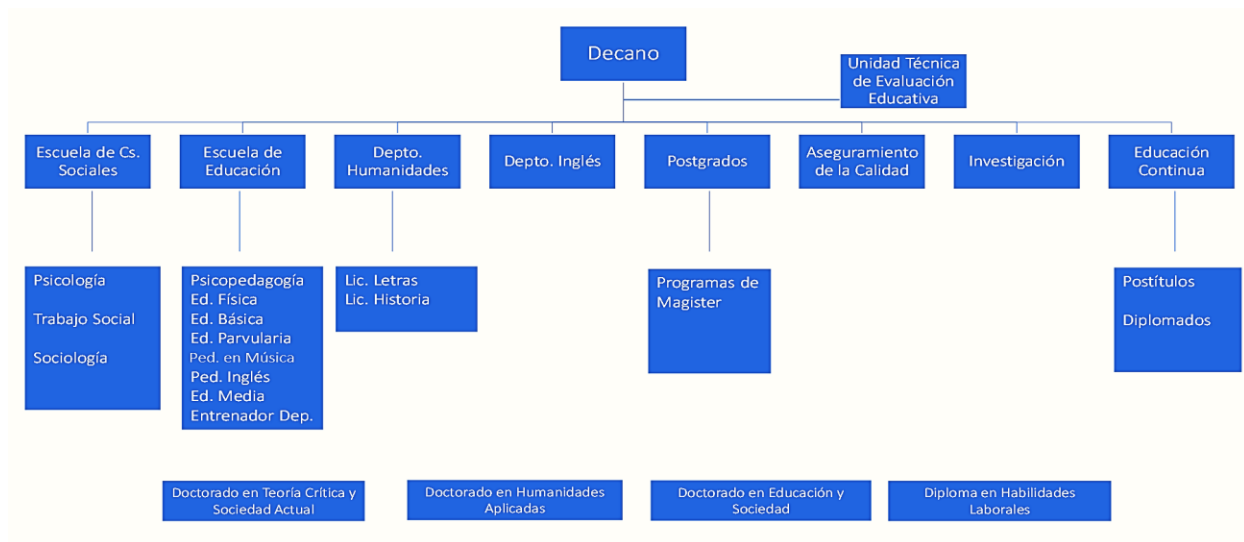 Decano
Unidad Técnica
de Evaluación
Educativa
Escuela de Cs.
Sociales
Escuela de
Educación
Depto.
Humanidades
Depto. Inglés
Postgrados
Aseguramiento
de la Calidad
Investigación
Educación
Continua
Psicología
Trabajo Social
Sociología
Psicopedagogía
Ed. Física
Ed. Básica
Ed. Parvularia
Ped. en Música
Ped. Inglés
Ed. Media
Entrenador Dep.
Lic. Letras
Lic. Historia
Programas de
Magister
Postítulos
Diplomados
Doctorado en Teoría Crítica y
Sociedad Actual
Doctorado en Humanidades
Aplicadas
Doctorado en Educación y
Sociedad
Diploma en Habilidades
Laborales